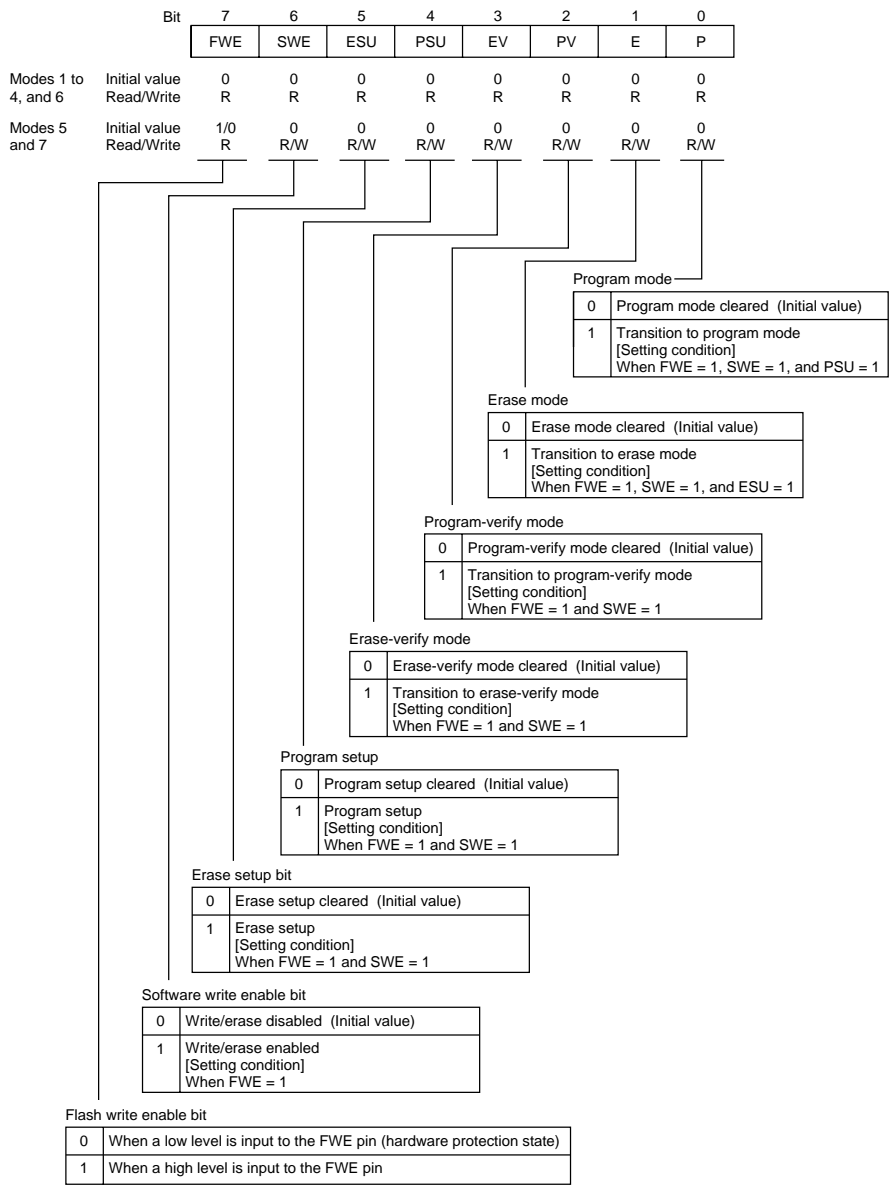 Bit 7 6 5 4 3 2 1 0
FWE SWE ESU PSU EV PV E P
Modes 1 to Initial value 0 0 0 0 0 0 0 0
4, and 6 Read/Write R R R R R R R R
Modes 5 Initial value 1/0 0 0 0 0 0 0 0
and 7 Read/Write R R/W R/W R/W R/W R/W R/W R/W
Program mode
0 Program mode cleared (Initial value)
1 Transition to program mode
[Setting condition]
When FWE = 1, SWE = 1, and PSU = 1
Erase mode
0 Erase mode cleared (Initial value)
1 Transition to erase mode
[Setting condition]
When FWE = 1, SWE = 1, and ESU = 1
Program-verify mode
0 Program-verify mode cleared (Initial value)
1 Transition to program-verify mode
[Setting condition]
When FWE = 1 and SWE = 1
Erase-verify mode
0 Erase-verify mode cleared (Initial value)
1 Transition to erase-verify mode
[Setting condition]
When FWE = 1 and SWE = 1
Program setup
0 Program setup cleared (Initial value)
1 Program setup
[Setting condition]
When FWE = 1 and SWE = 1
Erase setup bit
0 Erase setup cleared (Initial value)
1 Erase setup
[Setting condition]
When FWE = 1 and SWE = 1
Software write enable bit
0 Write/erase disabled (Initial value)
1 Write/erase enabled
[Setting condition]
When FWE = 1
Flash write enable bit
0 When a low level is input to the FWE pin (hardware protection state)
1 When a high level is input to the FWE pin